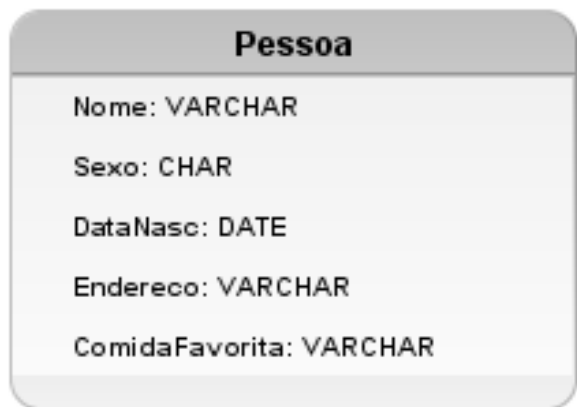 Pessoa
Nome: VARCHAR
Sexo: CHAR
DataNasc: DATE
Endereco: VARCHAR
ComidaFavorita: VARCHAR